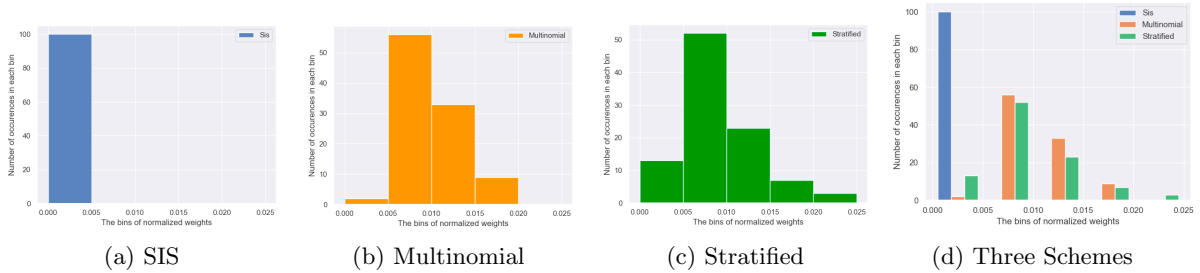 Number of occurences in each bin
100
80
60
40
20
0
Sis
0.000 0.005 0.010 0.015 0.020 0.025
The bins of normalized weights
(a) SIS
Number of occurences in each bin
50
40
30
20
10
0
Multinomial
0.000 0.005 0.010 0.015 0.020 0.025
The bins of normalized weights
(b) Multinomial
Number of occurences in each bin
50
40
30
20
10
0
Stratified
0.000 0.005 0.010 0.015 0.020 0.025
The bins of normalized weights
(c) Stratified
Number of occurences in each bin
100
80
60
40
20
0
Sis
Multinomial
Stratified
0.000 0.005 0.010 0.015 0.020 0.025
The bins of normalized weights
(d) Three Schemes